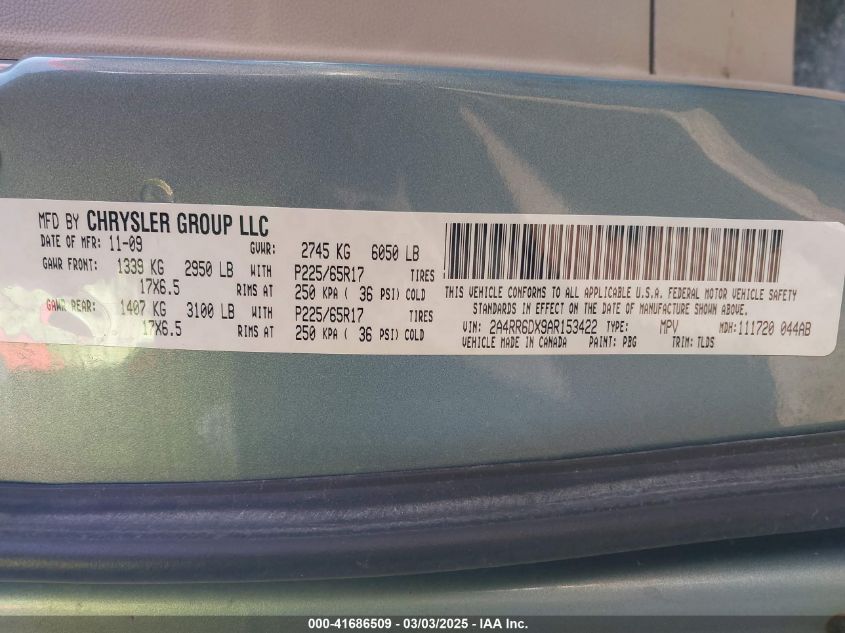 MFD BY CHRYSLER GROUP LLC
DATE OF MFR: 11-09 GVWR: 2745 KG 6050 LB
GAWR FRONT: 1339 KG 2950 LB WITH P225/65R17 TIRES
17X6.5 RIMS AT 250 KPA ( 36 PSI) COLD
GAWR REAR: 1407 KG 3100 LB WITH P225/65R17 TIRES
17X6.5 RIMS AT 250 KPA ( 36 PSI) COLD
THIS VEHICLE CONFORMS TO ALL APPLICABLE U.S.A. FEDERAL MOTOR VEHICLE SAFETY
STANDARDS IN EFFECT ON THE DATE OF MANUFACTURE SHOWN ABOVE.
VIN: 2A4RR6DX9AR153422 TYPE: MPV MDH: 111720 044AB
VEHICLE MADE IN CANADA PAINT: PBG TRIM: TLDS
000-41686509 — 03/03/2025 — IAA Inc.